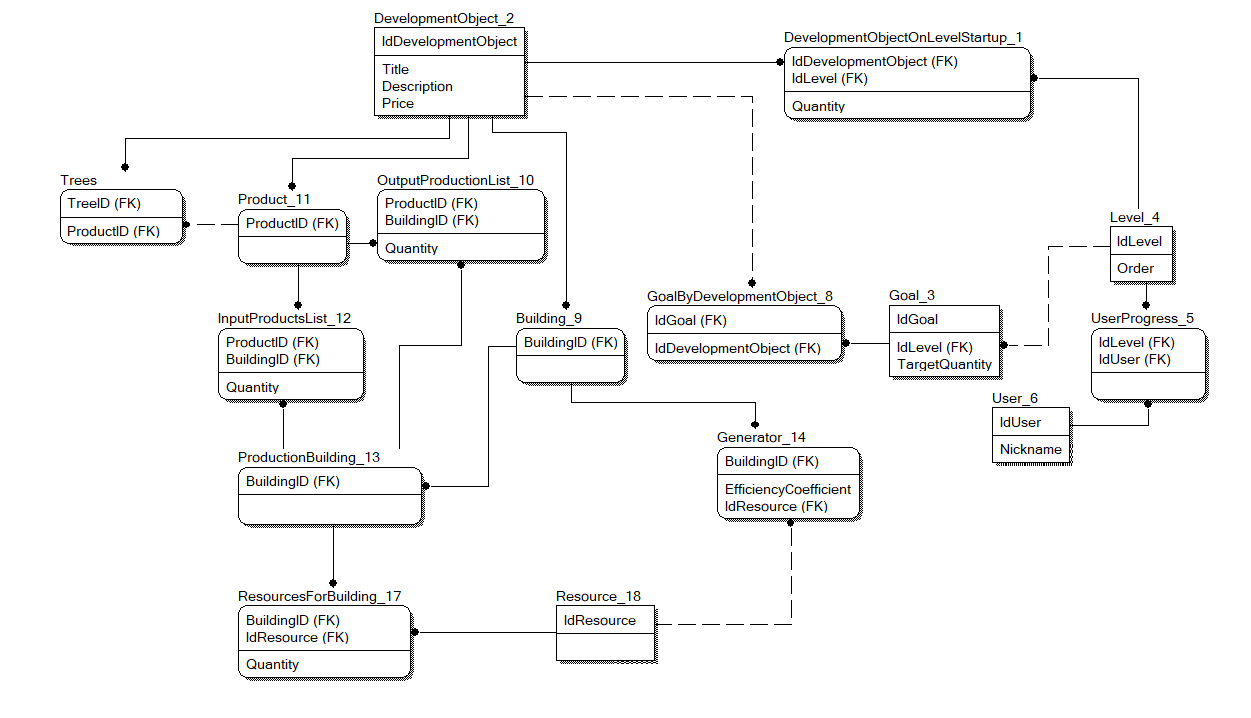 DevelopmentObject_2
IdDevelopmentObject
Title
Description
Price
DevelopmentObjectOnLevelStartup_1
IdDevelopmentObject (FK)
IdLevel (FK)
Quantity
Trees
TreeID (FK)
ProductID (FK)
Product_11
ProductID (FK)
OutputProductionList_10
ProductID (FK)
BuildingID (FK)
Quantity
Level_4
IdLevel
Order
InputProductsList_12
ProductID (FK)
BuildingID (FK)
Quantity
Building_9
BuildingID (FK)
GoalByDevelopmentObject_8
IdGoal (FK)
IdDevelopmentObject (FK)
Goal_3
IdGoal
IdLevel (FK)
TargetQuantity
UserProgress_5
IdLevel (FK)
IdUser (FK)
User_6
IdUser
Nickname
ProductionBuilding_13
BuildingID (FK)
Generator_14
BuildingID (FK)
EfficiencyCoefficient
IdResource (FK)
ResourcesForBuilding_17
BuildingID (FK)
IdResource (FK)
Quantity
Resource_18
IdResource